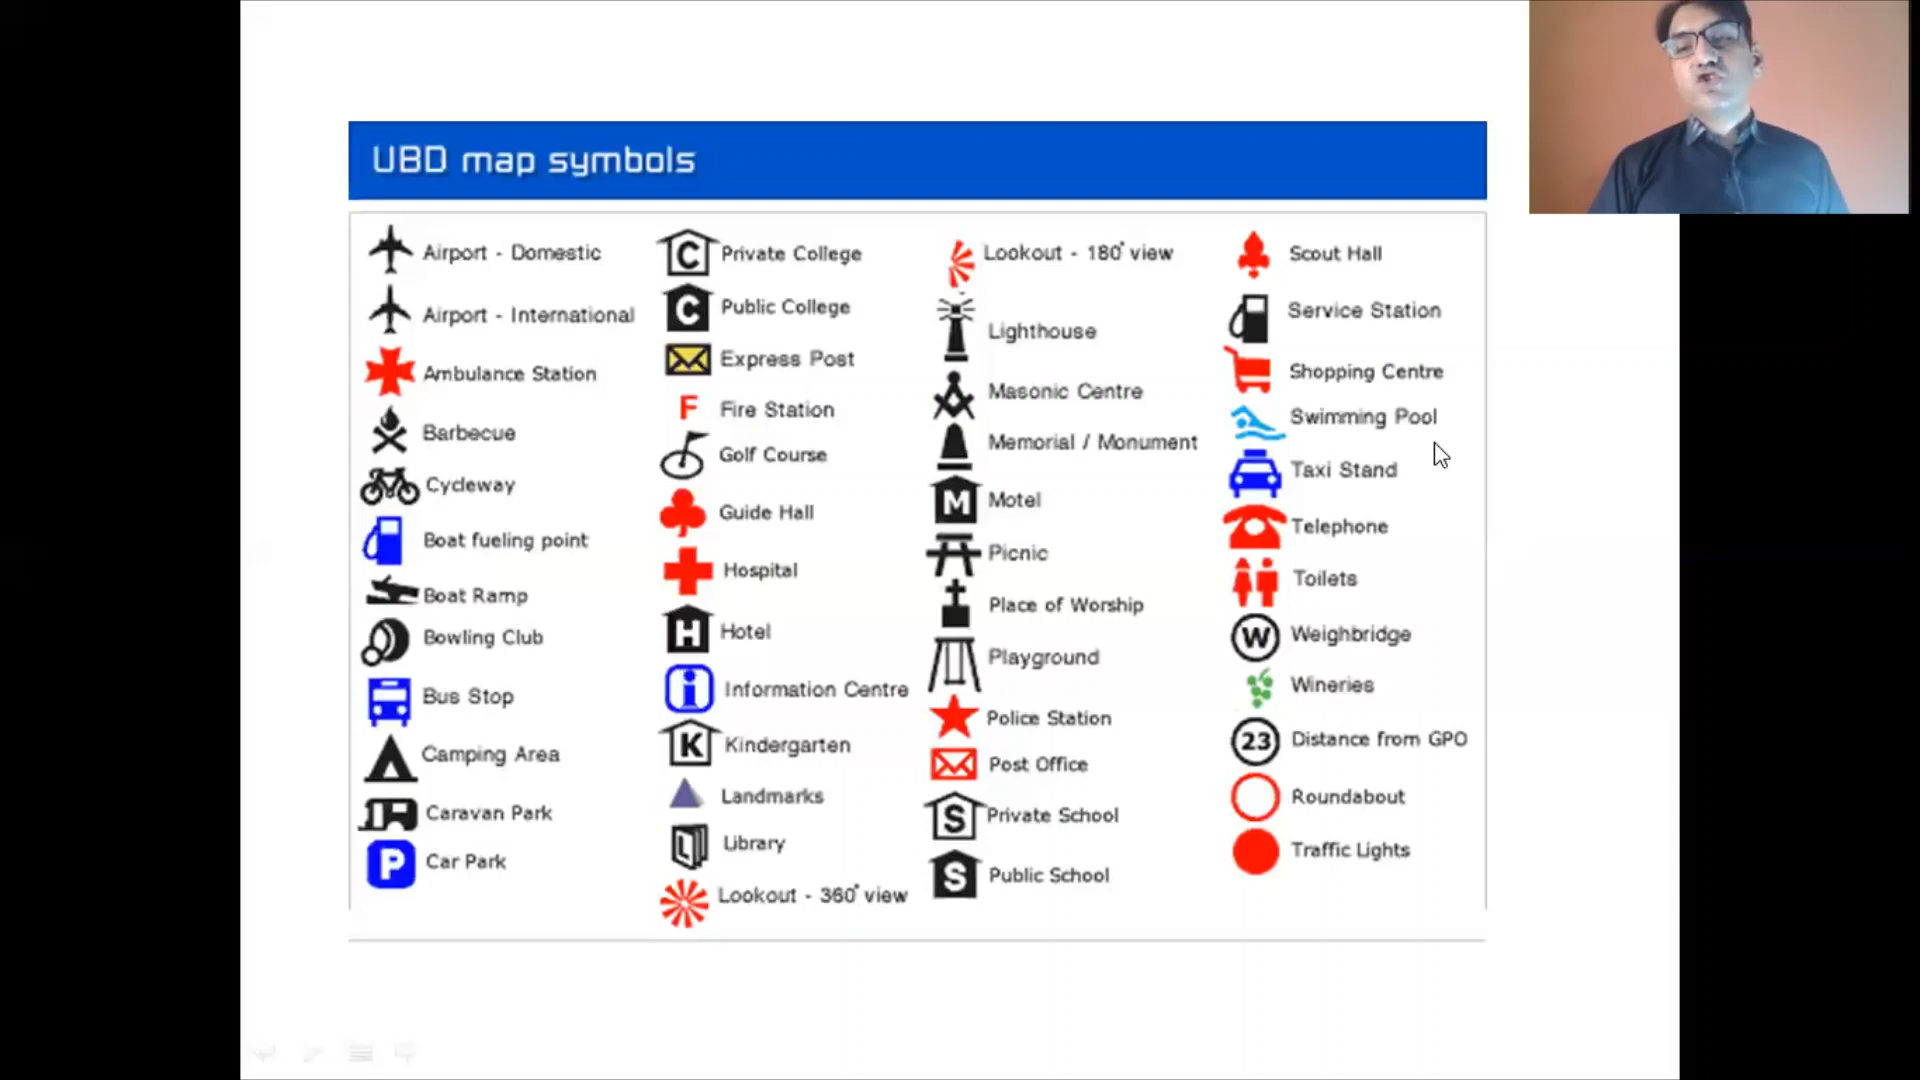 UBD map symbols
Airport - Domestic
Airport - International
Ambulance Station
Barbecue
Cycleway
Boat fueling point
Boat Ramp
Bowling Club
Bus Stop
Camping Area
Caravan Park
P Car Park
C Private College
C Public College
Express Post
F Fire Station
Golf Course
Guide Hall
Hospital
H Hotel
i Information Centre
K Kindergarten
Landmarks
L Library
Lookout - 360° view
Lookout - 180° view
Lighthouse
Masonic Centre
Memorial / Monument
M Motel
Picnic
Place of Worship
Playground
Police Station
Post Office
S Private School
S Public School
Scout Hall
Service Station
Shopping Centre
Swimming Pool
Taxi Stand
Telephone
Toilets
W Weighbridge
Wineries
23 Distance from GPO
Roundabout
Traffic Lights